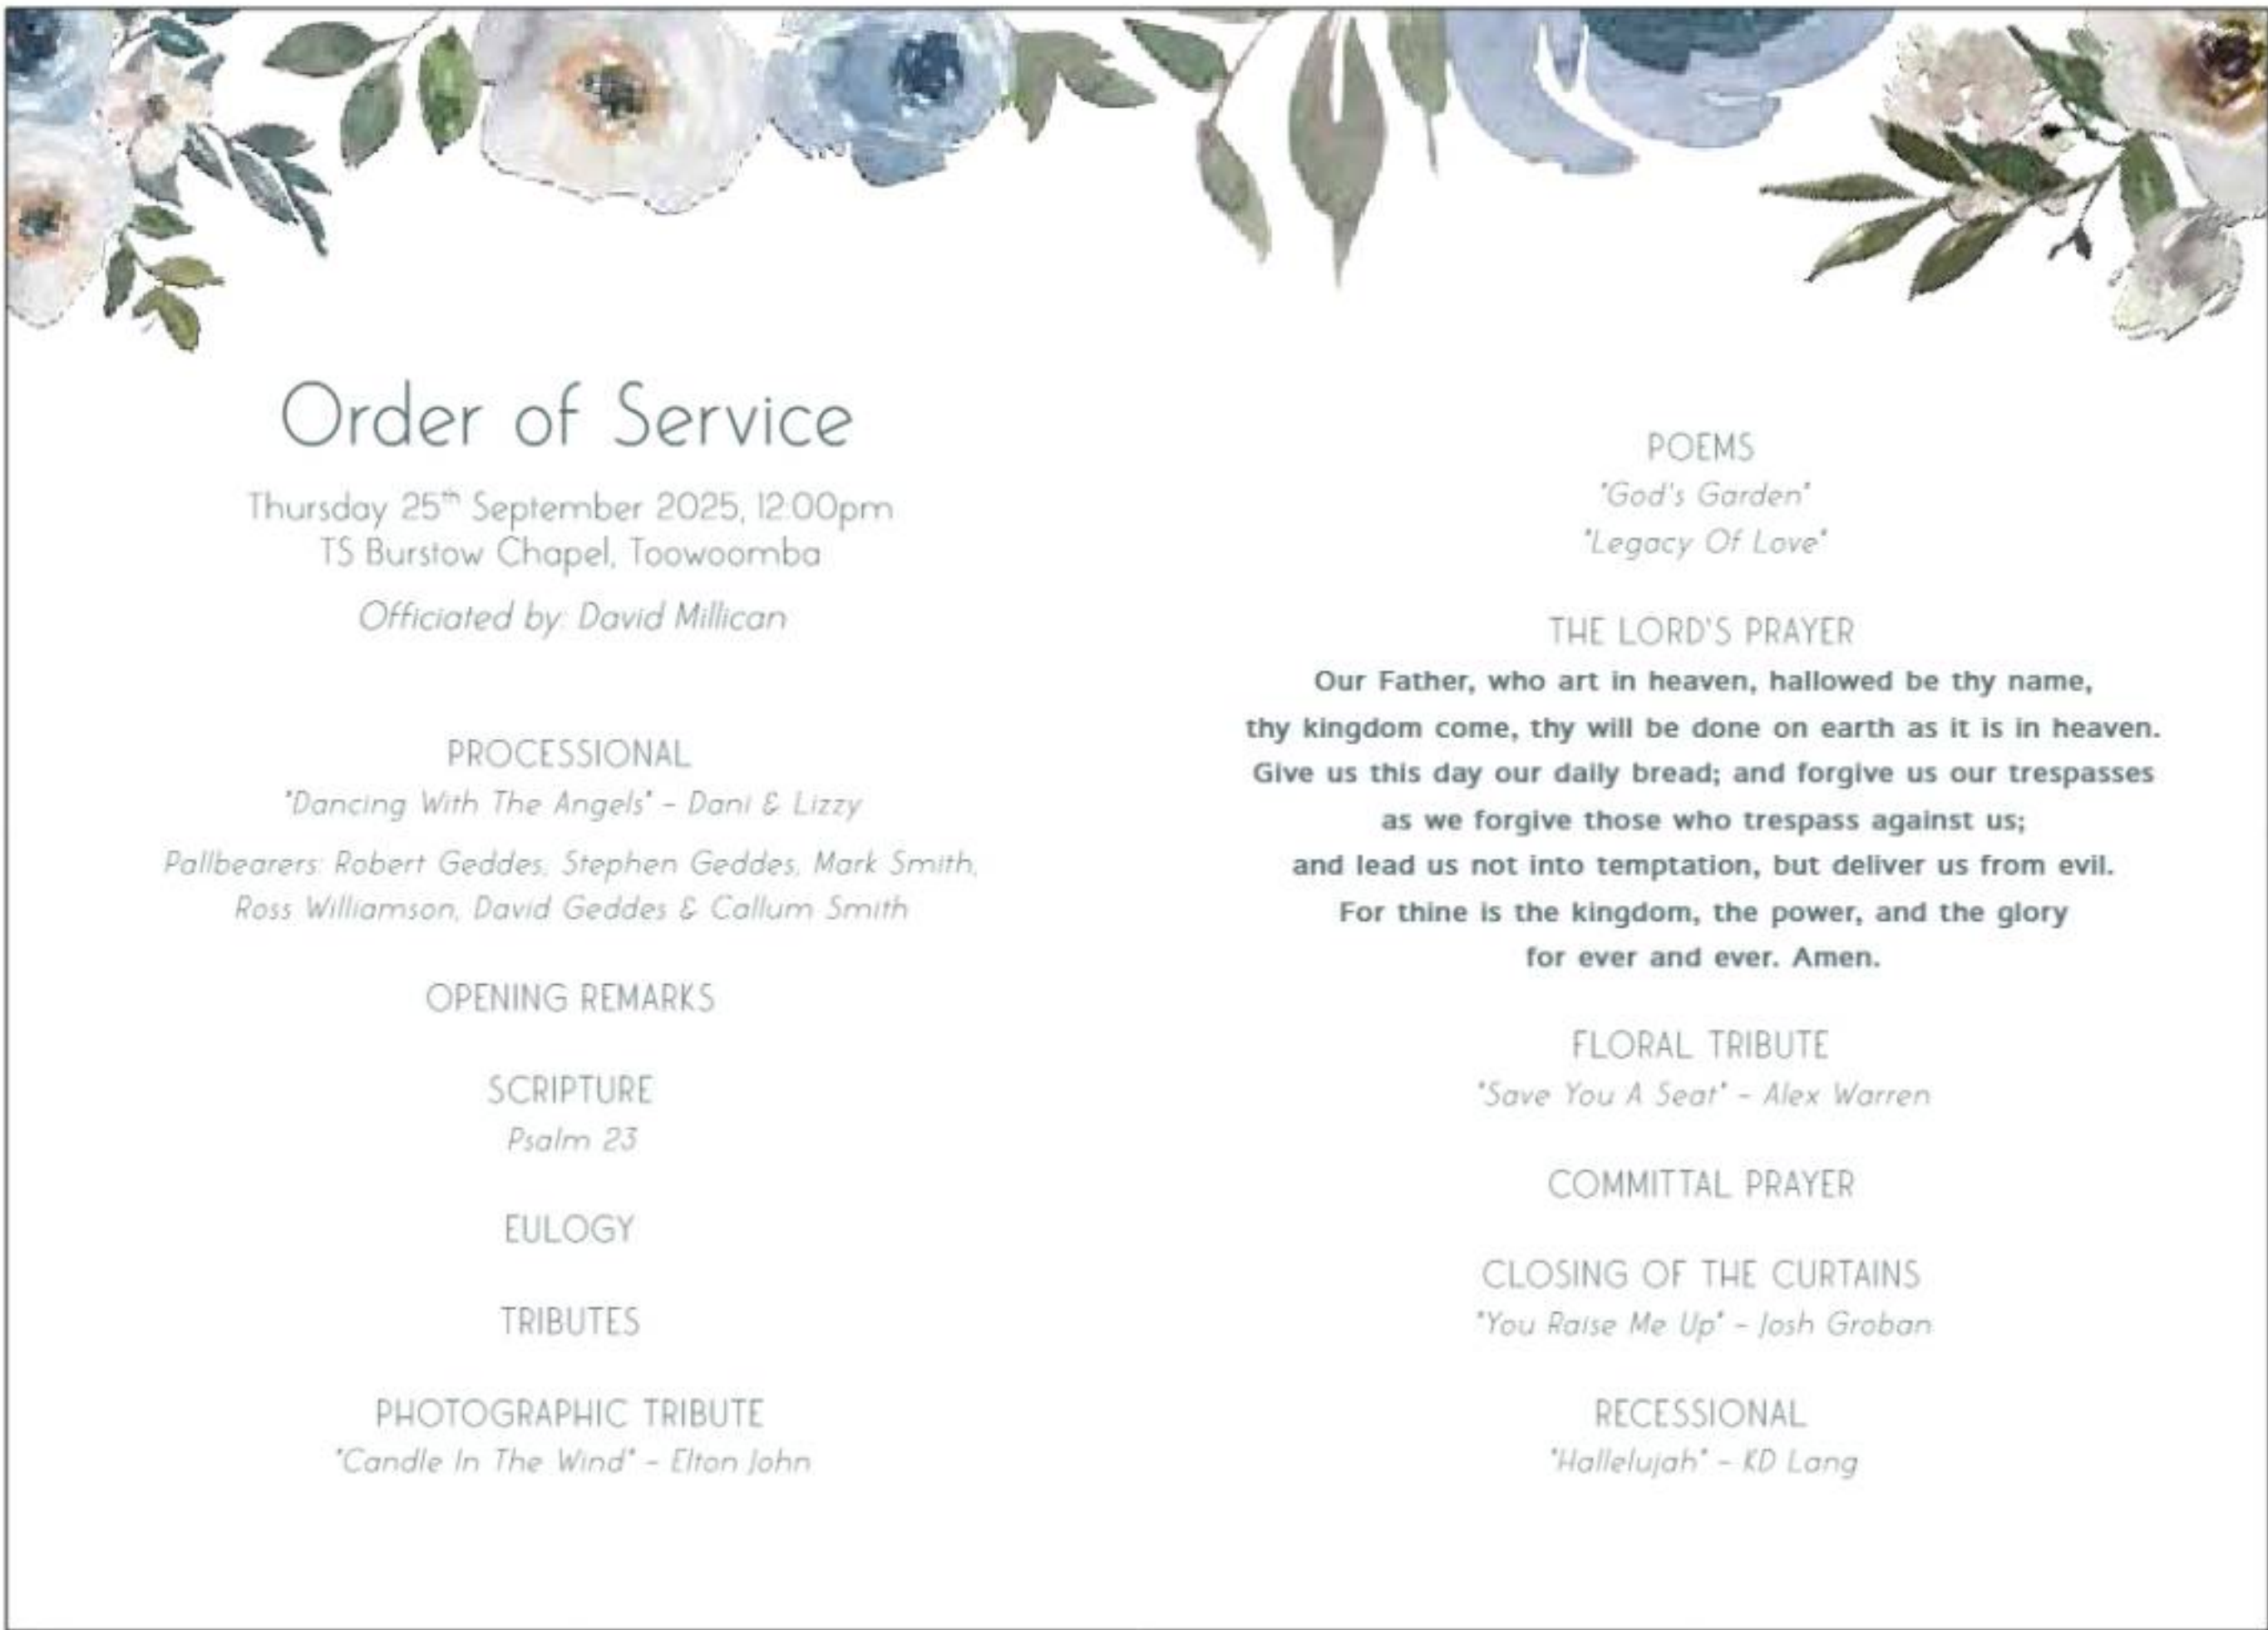 Order of Service
Thursday 25th September 2025, 12:00pm
TS Burstow Chapel, Toowoomba
Officiated by: David Millican
PROCESSIONAL
"Dancing With The Angels" - Dani & Lizzy
Pallbearers: Robert Geddes, Stephen Geddes, Mark Smith,
Ross Williamson, David Geddes & Callum Smith
OPENING REMARKS
SCRIPTURE
Psalm 23
EULOGY
TRIBUTES
PHOTOGRAPHIC TRIBUTE
"Candle In The Wind" - Elton John
POEMS
"God's Garden"
"Legacy Of Love"
THE LORD'S PRAYER
Our Father, who art in heaven, hallowed be thy name,
thy kingdom come, thy will be done on earth as it is in heaven.
Give us this day our daily bread; and forgive us our trespasses
as we forgive those who trespass against us;
and lead us not into temptation, but deliver us from evil.
For thine is the kingdom, the power, and the glory
for ever and ever. Amen.
FLORAL TRIBUTE
"Save You A Seat" - Alex Warren
COMMITTAL PRAYER
CLOSING OF THE CURTAINS
"You Raise Me Up" - Josh Groban
RECESSIONAL
"Hallelujah" - KD Lang